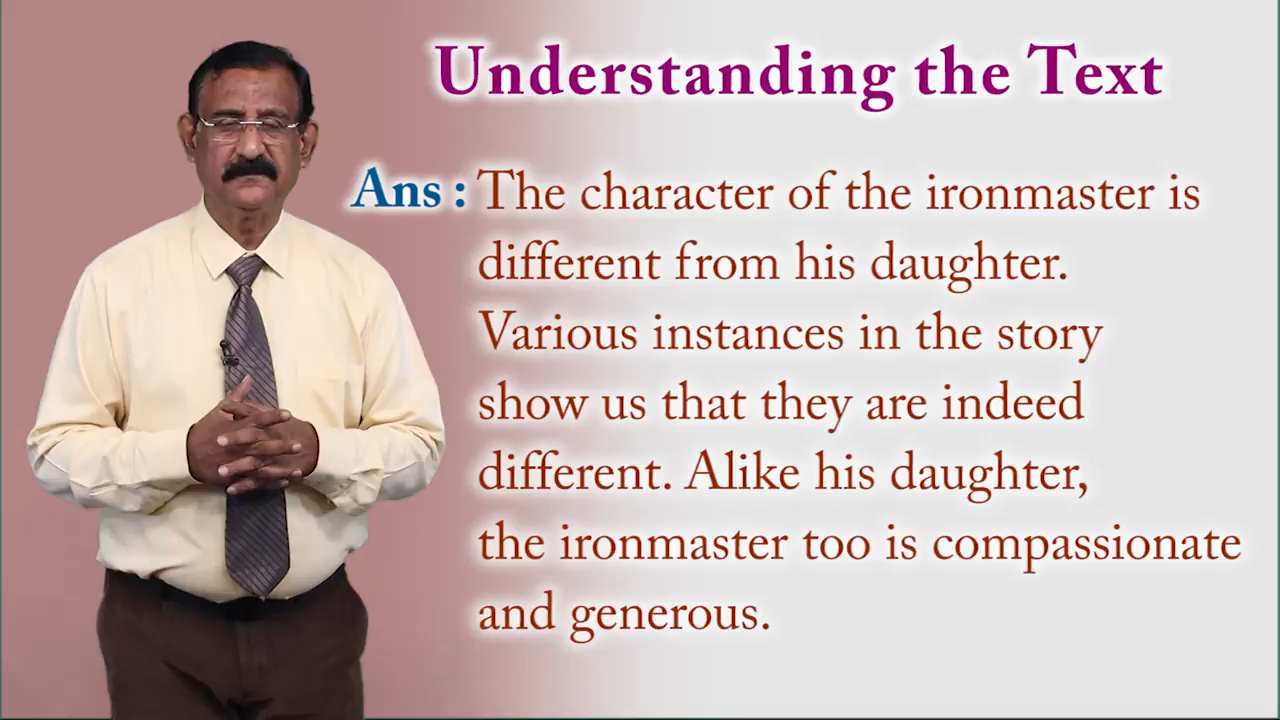 Understanding the Text
Ans : The character of the ironmaster is
different from his daughter.
Various instances in the story
show us that they are indeed
different. Alike his daughter,
the ironmaster too is compassionate
and generous.